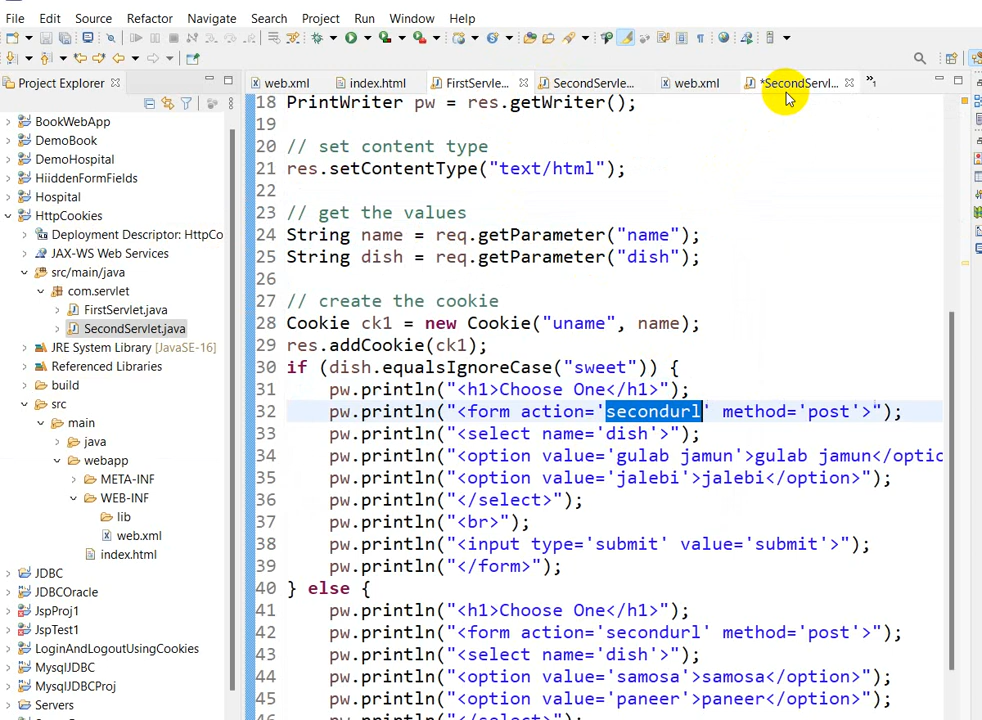 File Edit Source Refactor Navigate Search Project Run Window Help
Project Explorer
web.xml index.html FirstServle... SecondServle... web.xml *SecondServl... »1
BookWebApp
DemoBook
DemoHospital
HiiddenFormFields
Hospital
HttpCookies
Deployment Descriptor: HttpCo
JAX-WS Web Services
src/main/java
com.servlet
FirstServlet.java
SecondServlet.java
JRE System Library [JavaSE-16]
Referenced Libraries
build
src
main
java
webapp
META-INF
WEB-INF
lib
web.xml
index.html
JDBC
JDBCOracle
JspProj1
JspTest1
LoginAndLogoutUsingCookies
MysqlJDBC
MysqlJDBCProj
Servers
18 PrintWriter pw = res.getWriter();
19
20 // set content type
21 res.setContentType("text/html");
22
23 // get the values
24 String name = req.getParameter("name");
25 String dish = req.getParameter("dish");
26
27 // create the cookie
28 Cookie ck1 = new Cookie("uname", name);
29 res.addCookie(ck1);
30 if (dish.equalsIgnoreCase("sweet")) {
31 pw.println("<h1>Choose One</h1>");
32 pw.println("<form action='secondurl' method='post'>");
33 pw.println("<select name='dish'>");
34 pw.println("<option value='gulab jamun'>gulab jamun</optic
35 pw.println("<option value='jalebi'>jalebi</option>");
36 pw.println("</select>");
37 pw.println("<br>");
38 pw.println("<input type='submit' value='submit'>");
39 pw.println("</form>");
40 } else {
41 pw.println("<h1>Choose One</h1>");
42 pw.println("<form action='secondurl' method='post'>");
43 pw.println("<select name='dish'>");
44 pw.println("<option value='samosa'>samosa</option>");
45 pw.println("<option value='paneer'>paneer</option>");
46 pw.println("</select>");